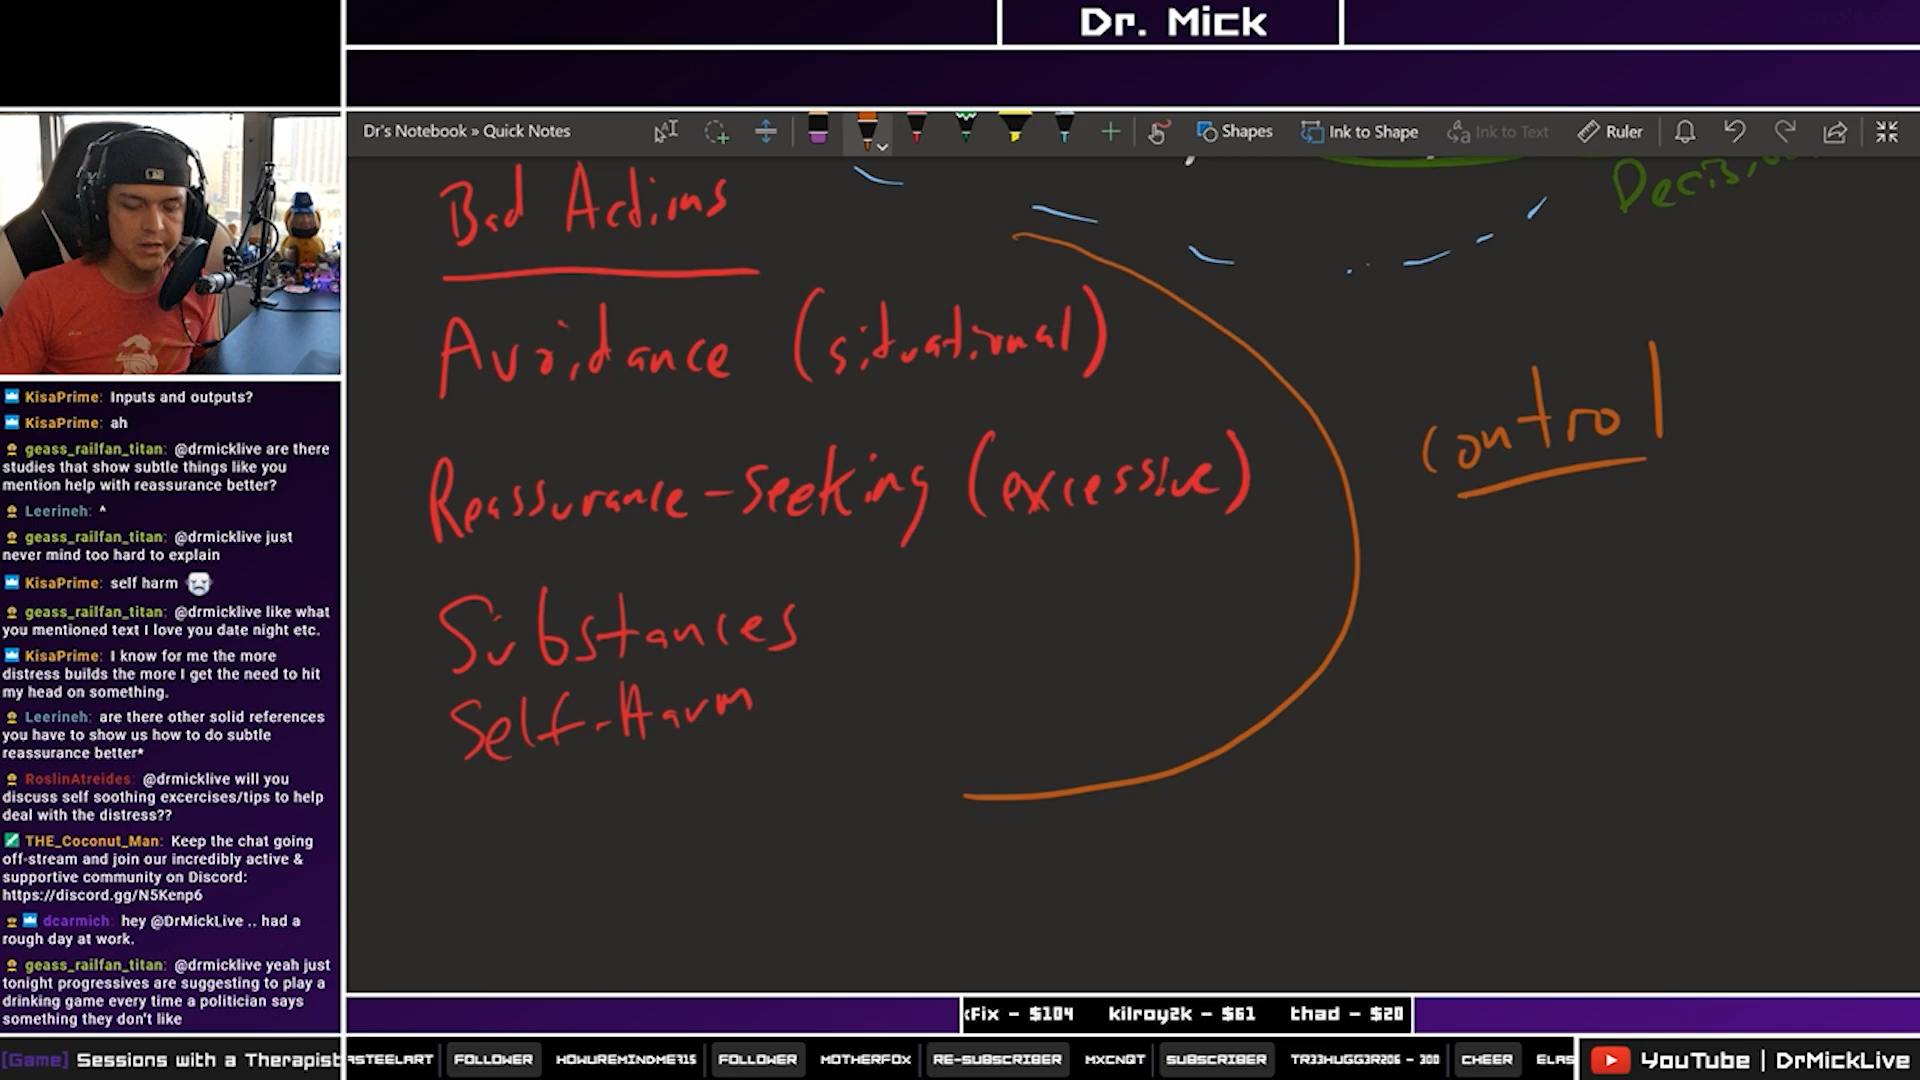 Dr. Mick
Dr's Notebook » Quick Notes
Shapes
Ink to Shape
Ink to Text
Ruler
Bad Actions
Avoidance (situational)
Reassurance-Seeking (excessive)
Substances
Self-Harm
control
KisaPrime: Inputs and outputs?
KisaPrime: ah
geass_railfan_titan: @drmicklive are there
studies that show subtle things like you
mention help with reassurance better?
Leerineh: ^
geass_railfan_titan: @drmicklive just
never mind too hard to explain
KisaPrime: self harm
geass_railfan_titan: @drmicklive like what
you mentioned text I love you date night etc.
KisaPrime: I know for me the more
distress builds the more I get the need to hit
my head on something.
Leerineh: are there other solid references
you have to show us how to do subtle
reassurance better*
RoslinAtreides: @drmicklive will you
discuss self soothing excercises/tips to help
deal with the distress??
THE_Coconut_Man: Keep the chat going
off-stream and join our incredibly active &
supportive community on Discord:
https://discord.gg/N5Kenp6
dcarmich: hey @DrMickLive .. had a
rough day at work.
geass_railfan_titan: @drmicklive yeah just
tonight progressives are suggesting to play a
drinking game every time a politician says
something they don't like
Fix - $104 kilroy2k - $61 thad - $20
[Game] Sessions with a Therapist
ASTEELART FOLLOWER HOWUREMINDME715 FOLLOWER MOTHERFOX RE-SUBSCRIBER MXCNQT SUBSCRIBER TR33HUGG3R206 - 300 CHEER ELAS
YouTube | DrMickLive